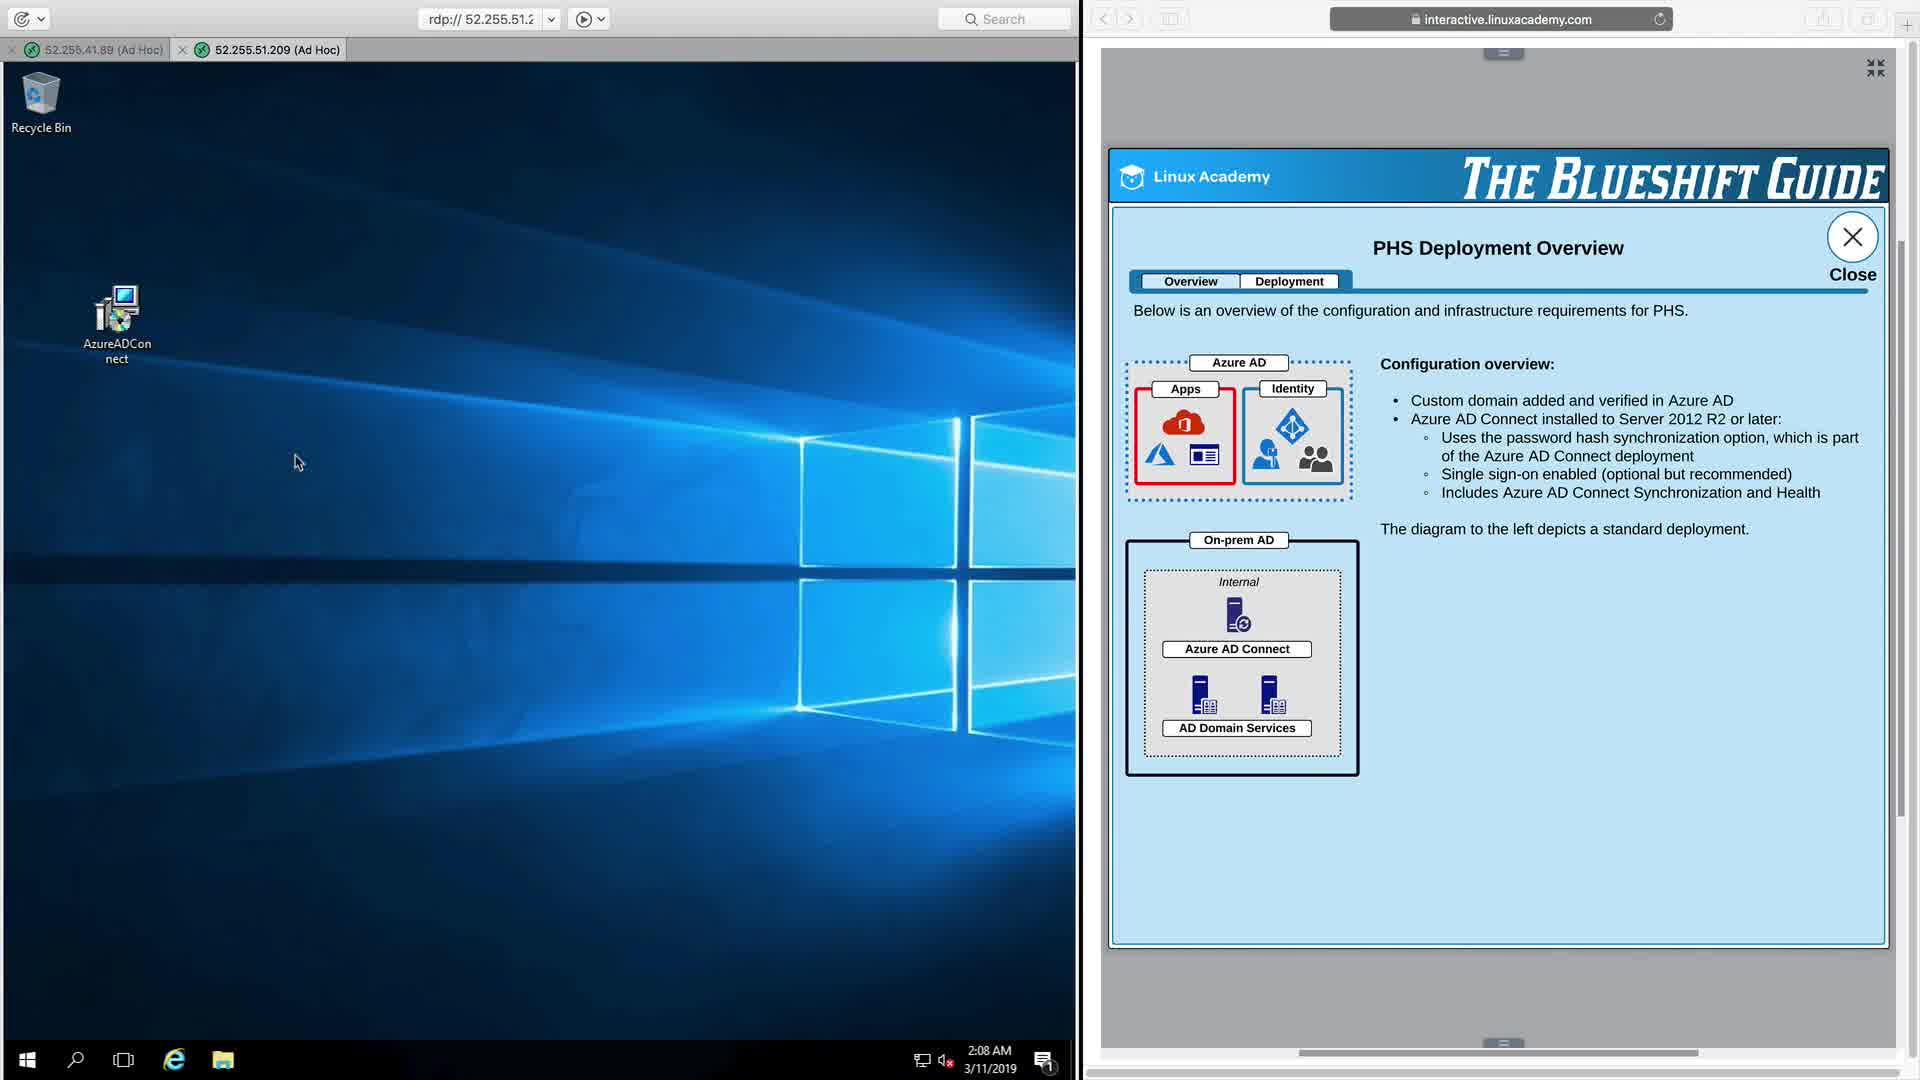 rdp:// 52.255.51.2
Search
52.255.41.89 (Ad Hoc)
52.255.51.209 (Ad Hoc)
Recycle Bin
AzureADCon
nect
2:08 AM
3/11/2019
1
interactive.linuxacademy.com
Linux Academy
THE BLUESHIFT GUIDE
PHS Deployment Overview
Close
Overview
Deployment
Below is an overview of the configuration and infrastructure requirements for PHS.
Azure AD
Apps
Identity
On-prem AD
Internal
Azure AD Connect
AD Domain Services
Configuration overview:
• Custom domain added and verified in Azure AD
• Azure AD Connect installed to Server 2012 R2 or later:
◦ Uses the password hash synchronization option, which is part
of the Azure AD Connect deployment
◦ Single sign-on enabled (optional but recommended)
◦ Includes Azure AD Connect Synchronization and Health
The diagram to the left depicts a standard deployment.